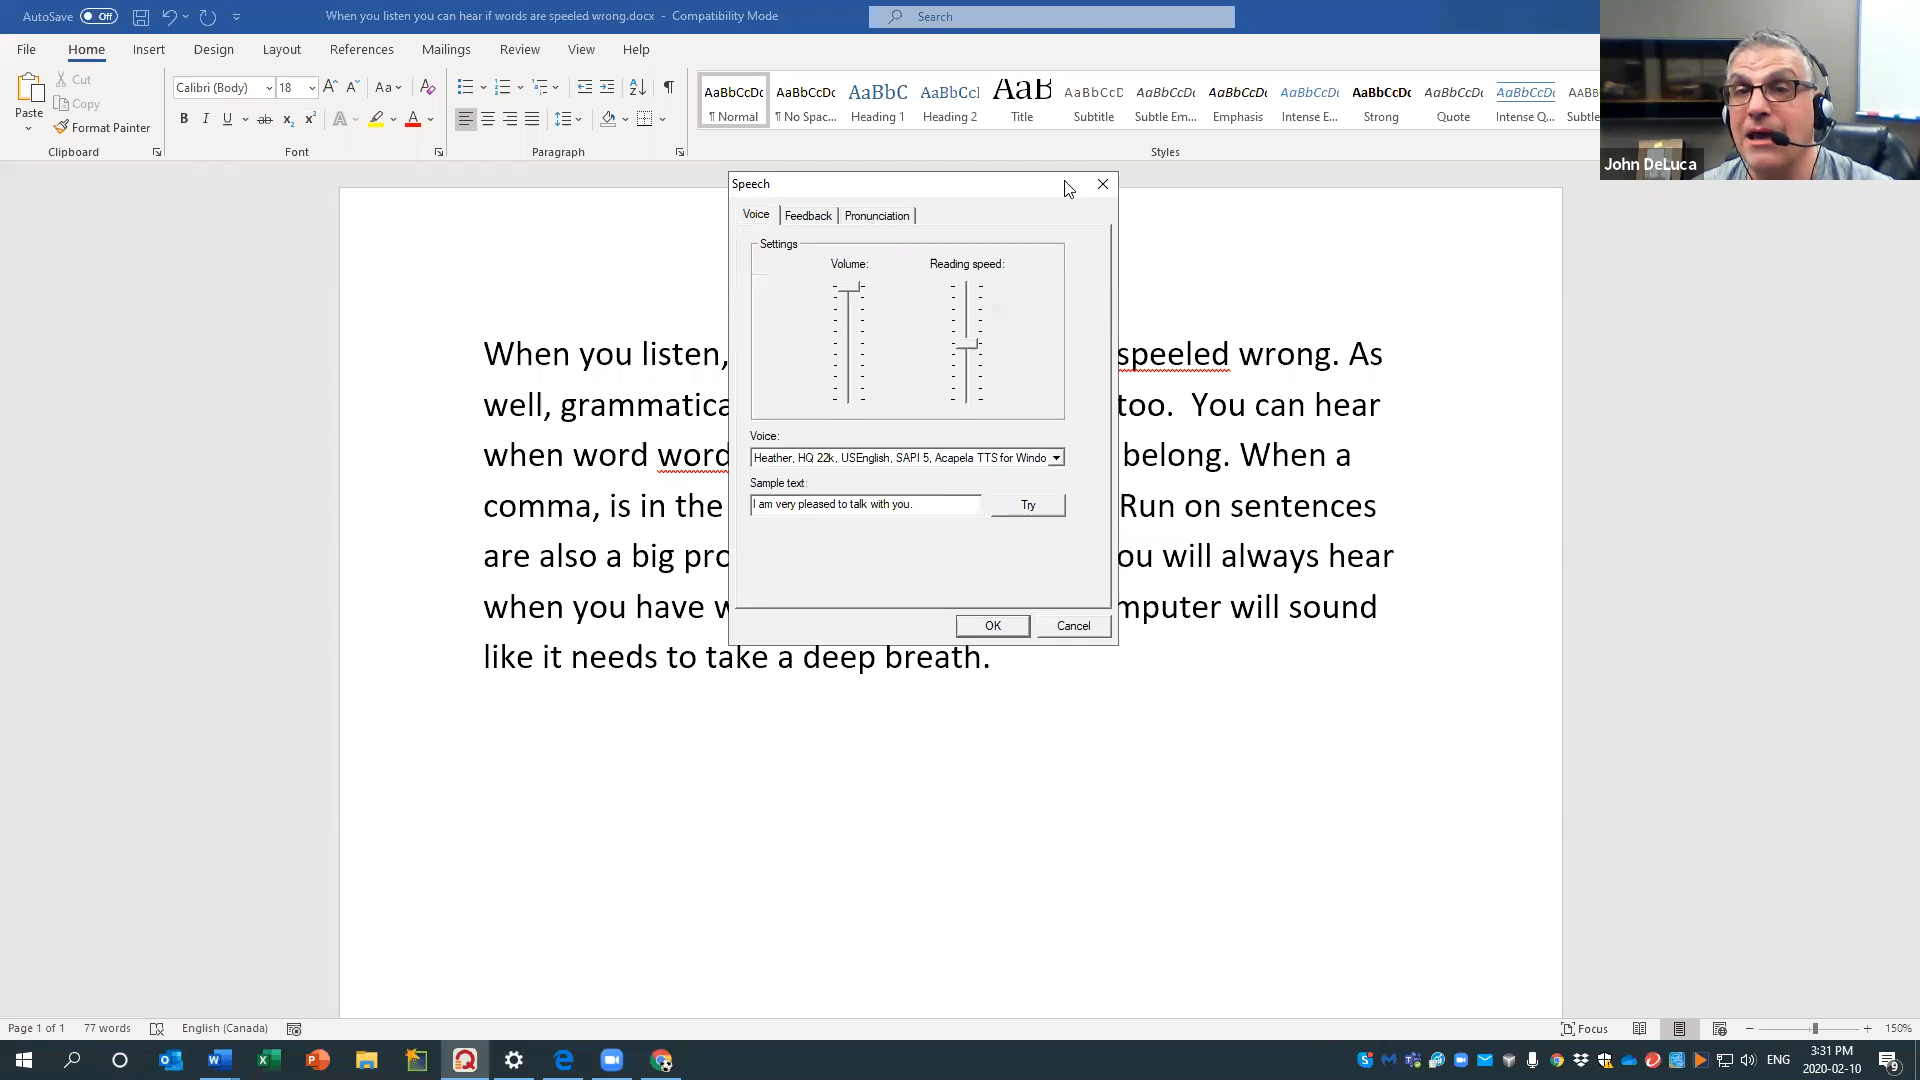 AutoSave Off When you listen you can hear if words are speeled wrong.docx - Compatibility Mode Search
File Home Insert Design Layout References Mailings Review View Help
Paste Cut Copy Format Painter
Calibri (Body) 18
AaBbCcDc AaBbCcDc AaBbC AaBbCcI AaB AaBbCcD AaBbCcDc AaBbCcDc AaBbCcDc AaBbCcDc AaBbCcDc AaBbCcDc AABB
¶ Normal ¶ No Spac... Heading 1 Heading 2 Title Subtitle Subtle Em... Emphasis Intense E... Strong Quote Intense Q... Subtle
Clipboard Font Paragraph Styles
John DeLuca
Speech
Voice Feedback Pronunciation
Settings
Volume: Reading speed:
Voice:
Heather, HQ 22k, USEnglish, SAPI 5, Acapela TTS for Windo
Sample text:
I am very pleased to talk with you. Try
OK Cancel
When you listen, speeled wrong. As
well, grammatica too. You can hear
when word word belong. When a
comma, is in the Run on sentences
are also a big pro ou will always hear
when you have w mputer will sound
like it needs to take a deep breath.
Page 1 of 1 77 words English (Canada) Focus 150%
ENG 3:31 PM
2020-02-10
9